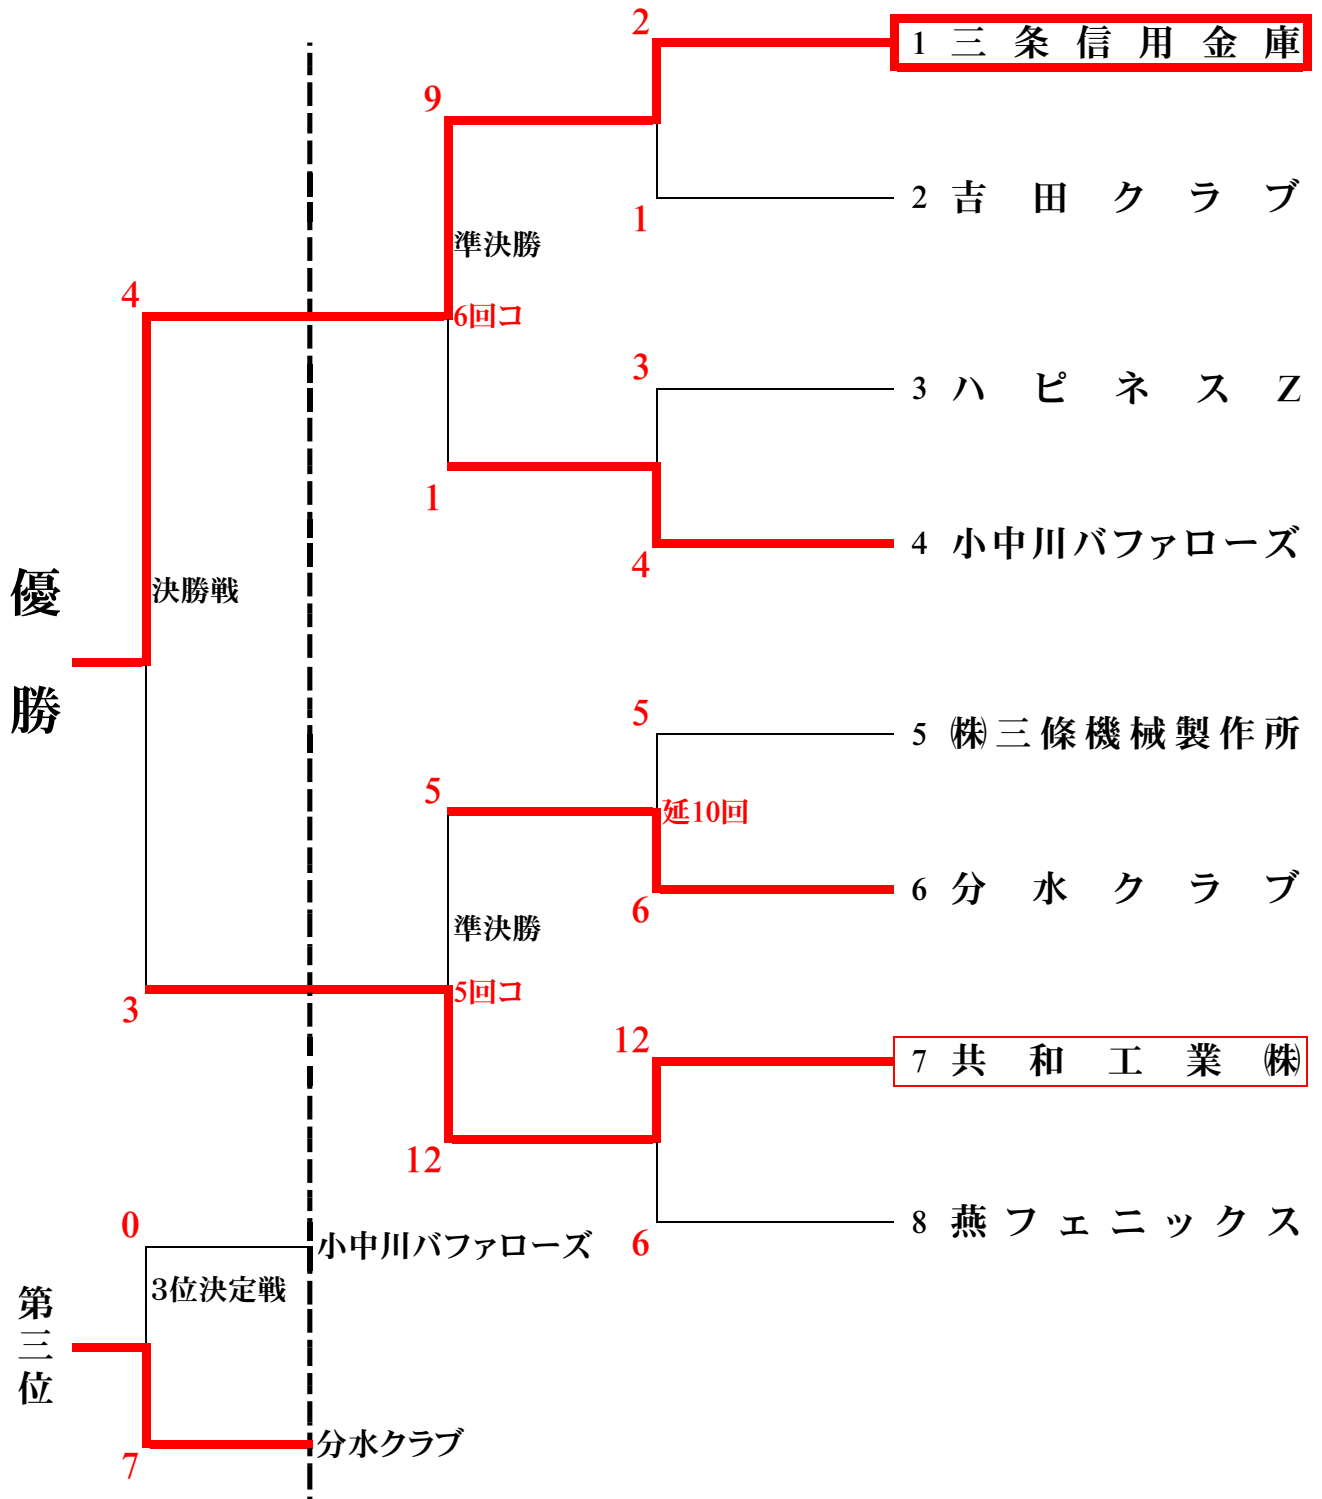 2
1 三条信用金庫
9
2 吉田クラブ
1
準決勝
4
6回コ
3
3 ハピネスZ
1
4 小中川バファローズ
4
優勝
決勝戦
5
5 ㈱三條機械製作所
5
延10回
6 分水クラブ
6
準決勝
5回コ
3
12
7 共和工業㈱
12
0
8 燕フェニックス
6
小中川バファローズ
3位決定戦
第三位
分水クラブ
7